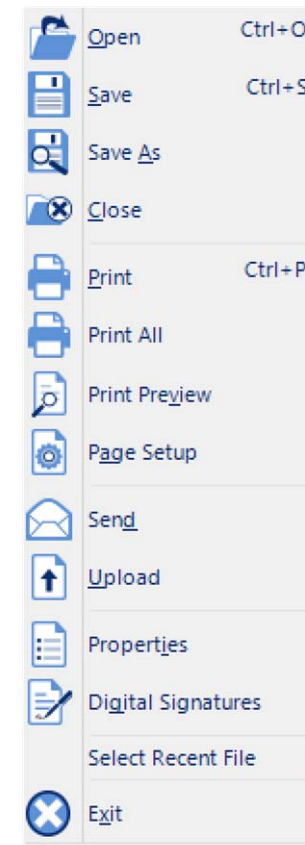 Open Ctrl+O
Save Ctrl+S
Save As
Close
Print Ctrl+P
Print All
Print Preview
Page Setup
Send
Upload
Properties
Digital Signatures
Select Recent File
Exit